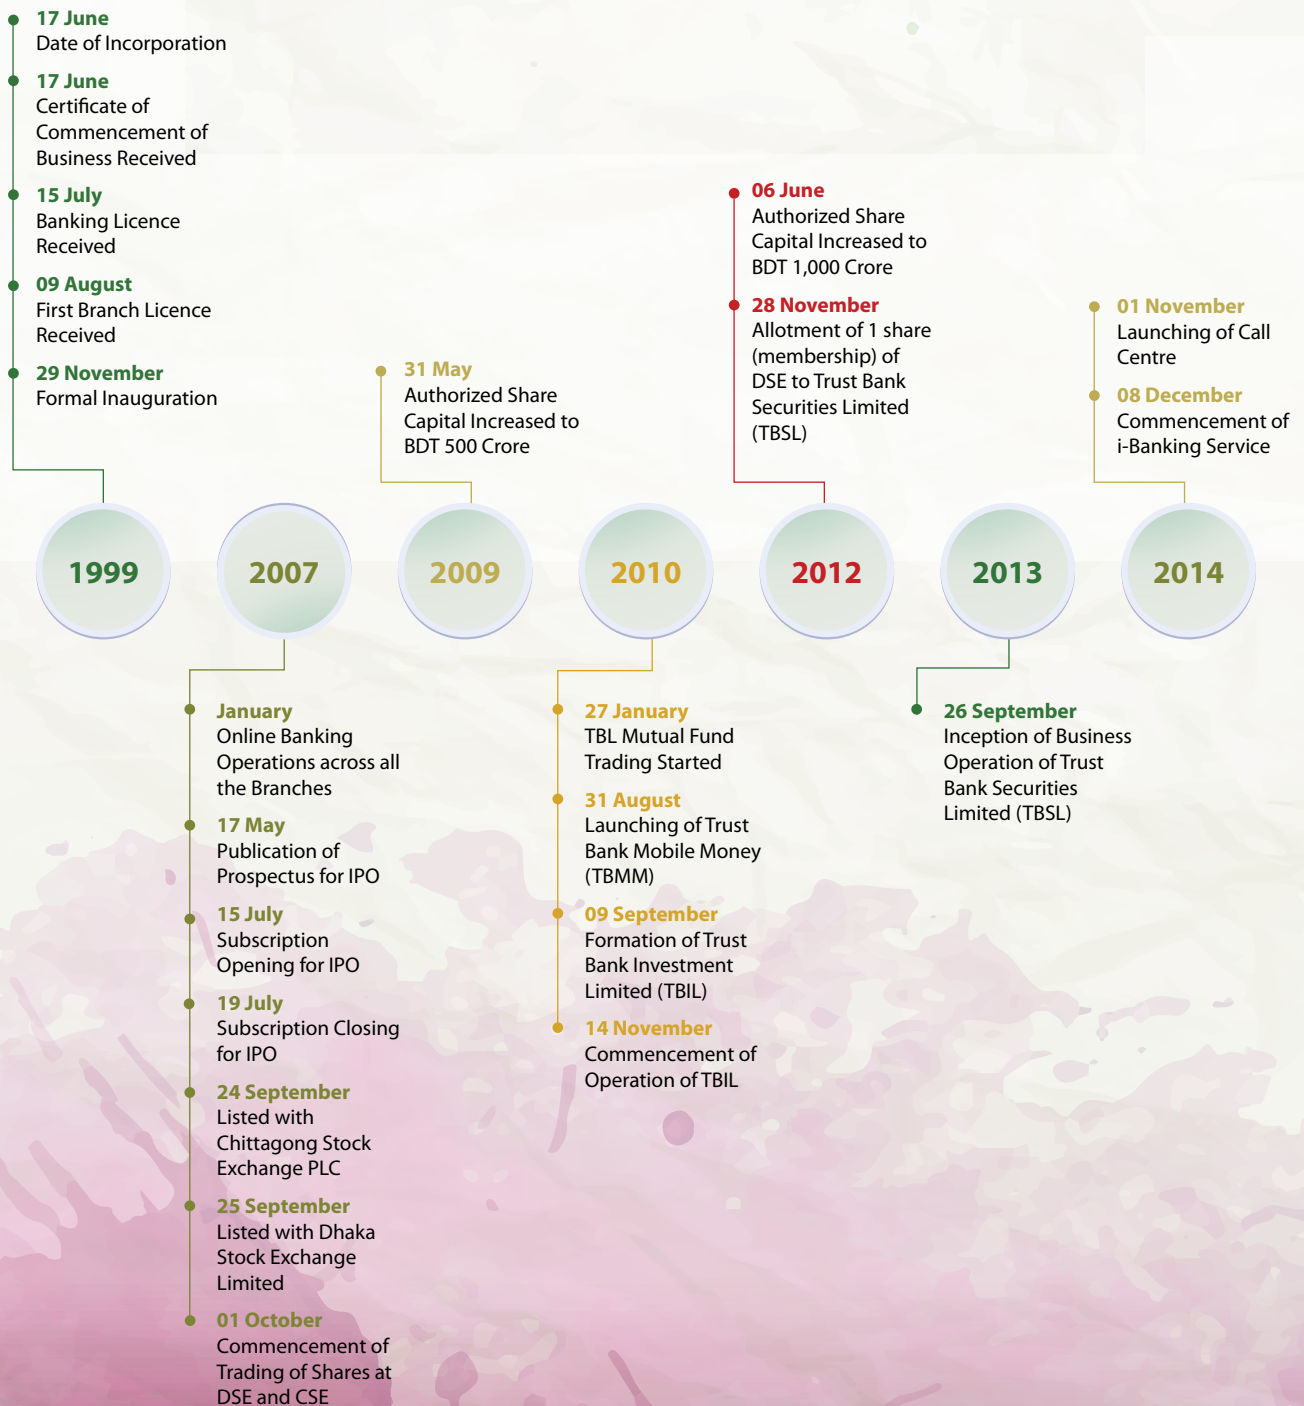 17 June
Date of Incorporation
17 June
Certificate of
Commencement of
Business Received
15 July
Banking Licence
Received
09 August
First Branch Licence
Received
29 November
Formal Inauguration
31 May
Authorized Share
Capital Increased to
BDT 500 Crore
06 June
Authorized Share
Capital Increased to
BDT 1,000 Crore
28 November
Allotment of 1 share
(membership) of
DSE to Trust Bank
Securities Limited
(TBSL)
01 November
Launching of Call
Centre
08 December
Commencement of
i-Banking Service
1999
2007
2009
2010
2012
2013
2014
January
Online Banking
Operations across all
the Branches
17 May
Publication of
Prospectus for IPO
15 July
Subscription
Opening for IPO
19 July
Subscription Closing
for IPO
24 September
Listed with
Chittagong Stock
Exchange PLC
25 September
Listed with Dhaka
Stock Exchange
Limited
01 October
Commencement of
Trading of Shares at
DSE and CSE
27 January
TBL Mutual Fund
Trading Started
31 August
Launching of Trust
Bank Mobile Money
(TBMM)
09 September
Formation of Trust
Bank Investment
Limited (TBIL)
14 November
Commencement of
Operation of TBIL
26 September
Inception of Business
Operation of Trust
Bank Securities
Limited (TBSL)